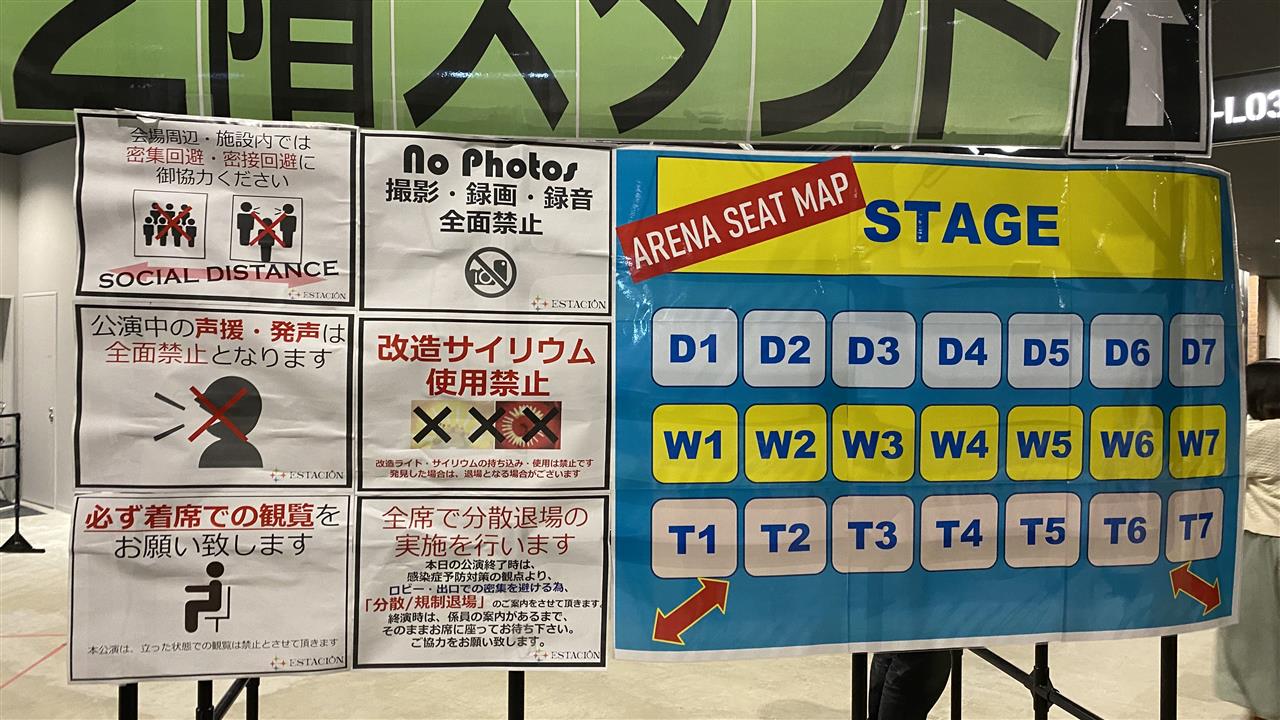 2階スタンド
L03
会場周辺・施設内では
密集回避・密接回避に
御協力ください
SOCIAL DISTANCE
ESTACIÓN
No Photos
撮影・録画・録音
全面禁止
ESTACIÓN
公演中の声援・発声は
全面禁止となります
ESTACIÓN
改造サイリウム
使用禁止
改造ライト・サイリウムの持ち込み・使用は禁止です
発見した場合は、退場となる場合がございます
ESTACIÓN
必ず着席での観覧を
お願い致します
本公演は、立った状態での観覧は禁止とさせて頂きます
ESTACIÓN
全席で分散退場の
実施を行います
本日の公演終了時は、
感染症予防対策の観点より、
ロビー・出口での密集を避ける為、
「分散/規制退場」のご案内をさせて頂きます。
終演時は、係員の案内があるまで、
そのままお席に座ってお待ち下さい。
ご協力をお願い致します。
ESTACIÓN
ARENA SEAT MAP
STAGE
D1 D2 D3 D4 D5 D6 D7
W1 W2 W3 W4 W5 W6 W7
T1 T2 T3 T4 T5 T6 T7